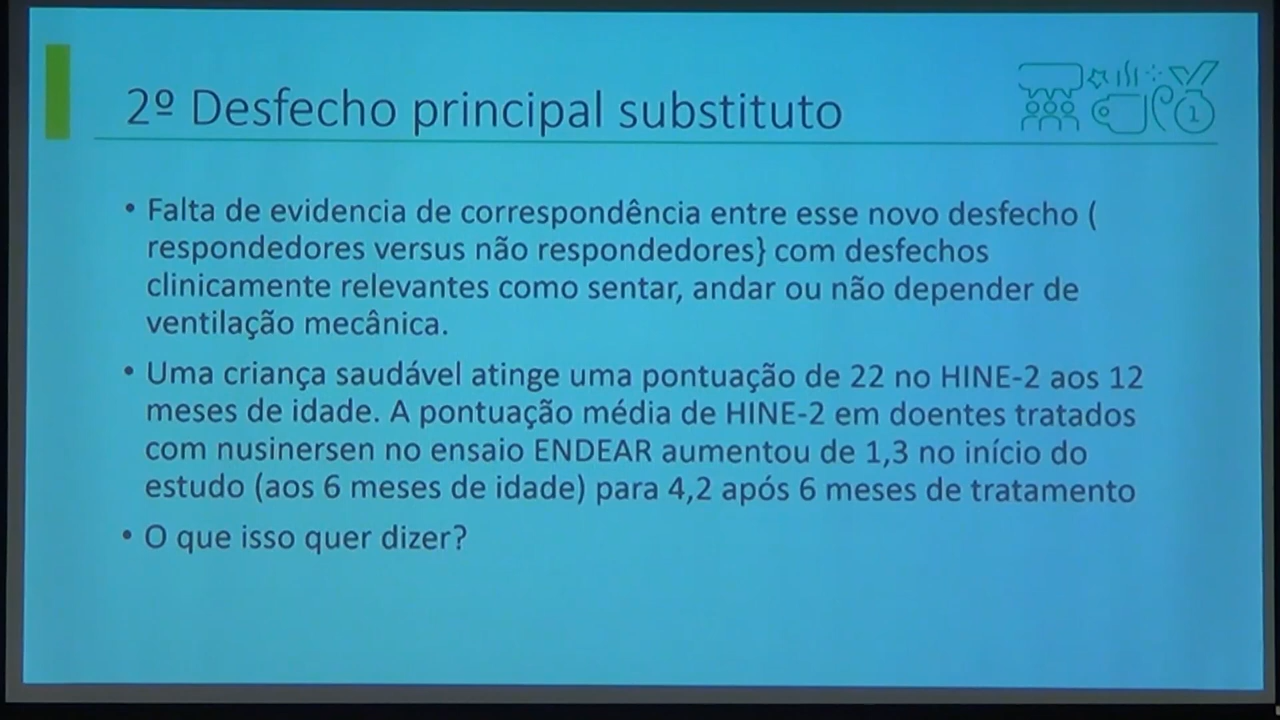 2º Desfecho principal substituto
1
• Falta de evidencia de correspondência entre esse novo desfecho (
respondedores versus não respondedores} com desfechos
clinicamente relevantes como sentar, andar ou não depender de
ventilação mecânica.
• Uma criança saudável atinge uma pontuação de 22 no HINE-2 aos 12
meses de idade. A pontuação média de HINE-2 em doentes tratados
com nusinersen no ensaio ENDEAR aumentou de 1,3 no início do
estudo (aos 6 meses de idade) para 4,2 após 6 meses de tratamento
• O que isso quer dizer?